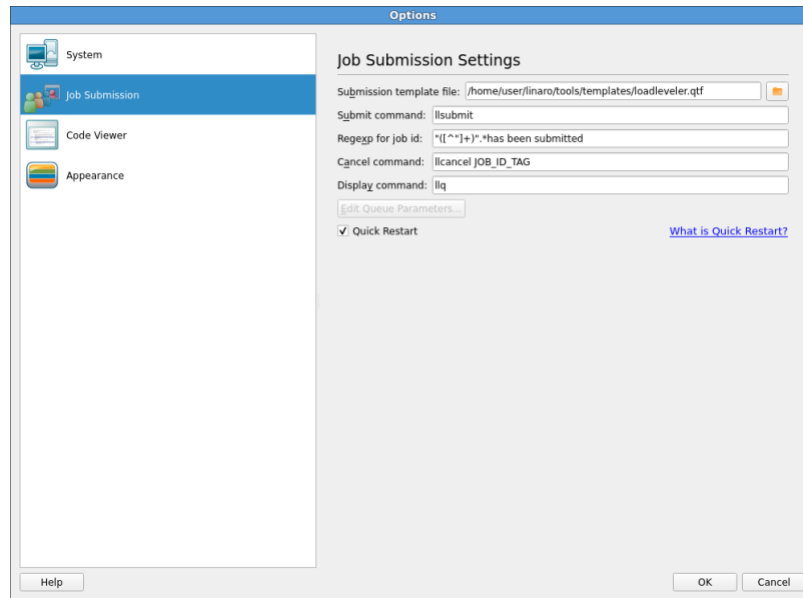 Options
System
Job Submission
Code Viewer
Appearance
Job Submission Settings
Submission template file: /home/user/linaro/tools/templates/loadleveler.qtf
Submit command: llsubmit
Regexp for job id: "([^"]+)".*has been submitted
Cancel command: llcancel JOB_ID_TAG
Display command: llq
Edit Queue Parameters...
Quick Restart What is Quick Restart?
Help OK Cancel